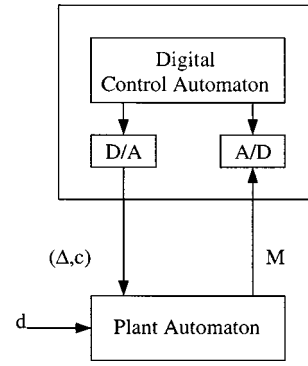 Digital
Control Automaton
D/A
A/D
(Δ,c)
M
d
Plant Automaton